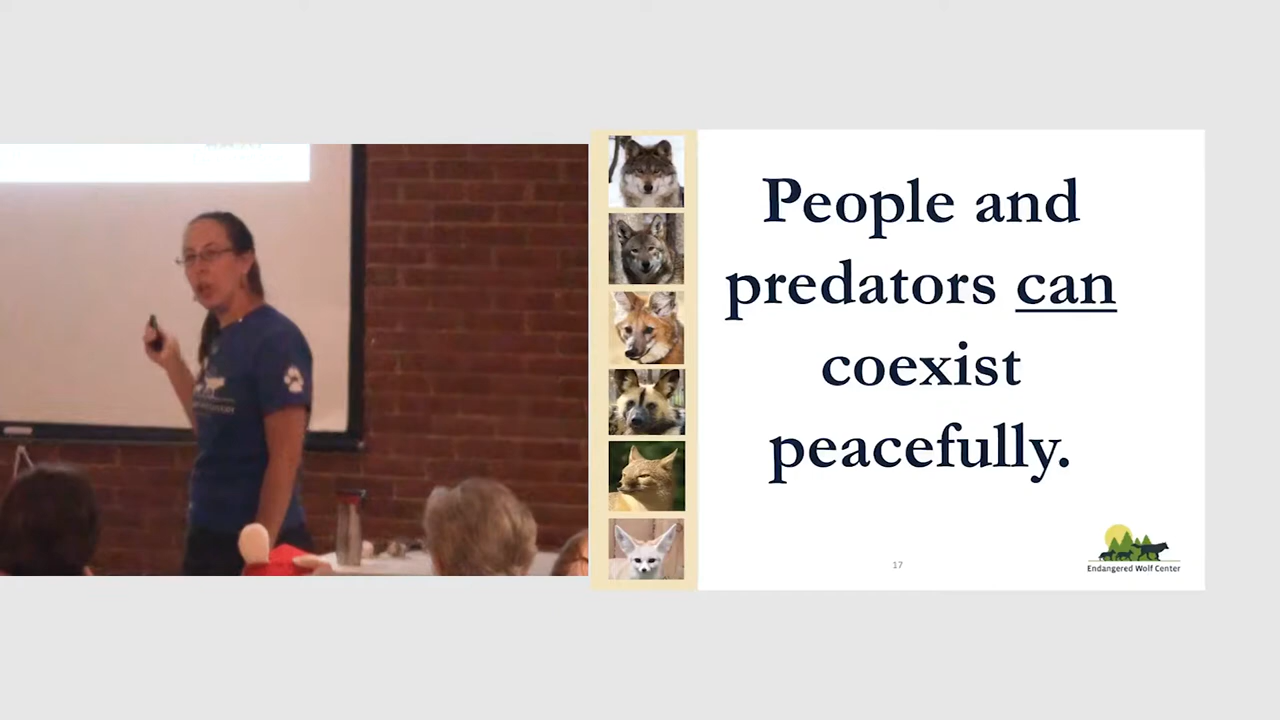 People and
predators can
coexist
peacefully.
17
Endangered Wolf Center